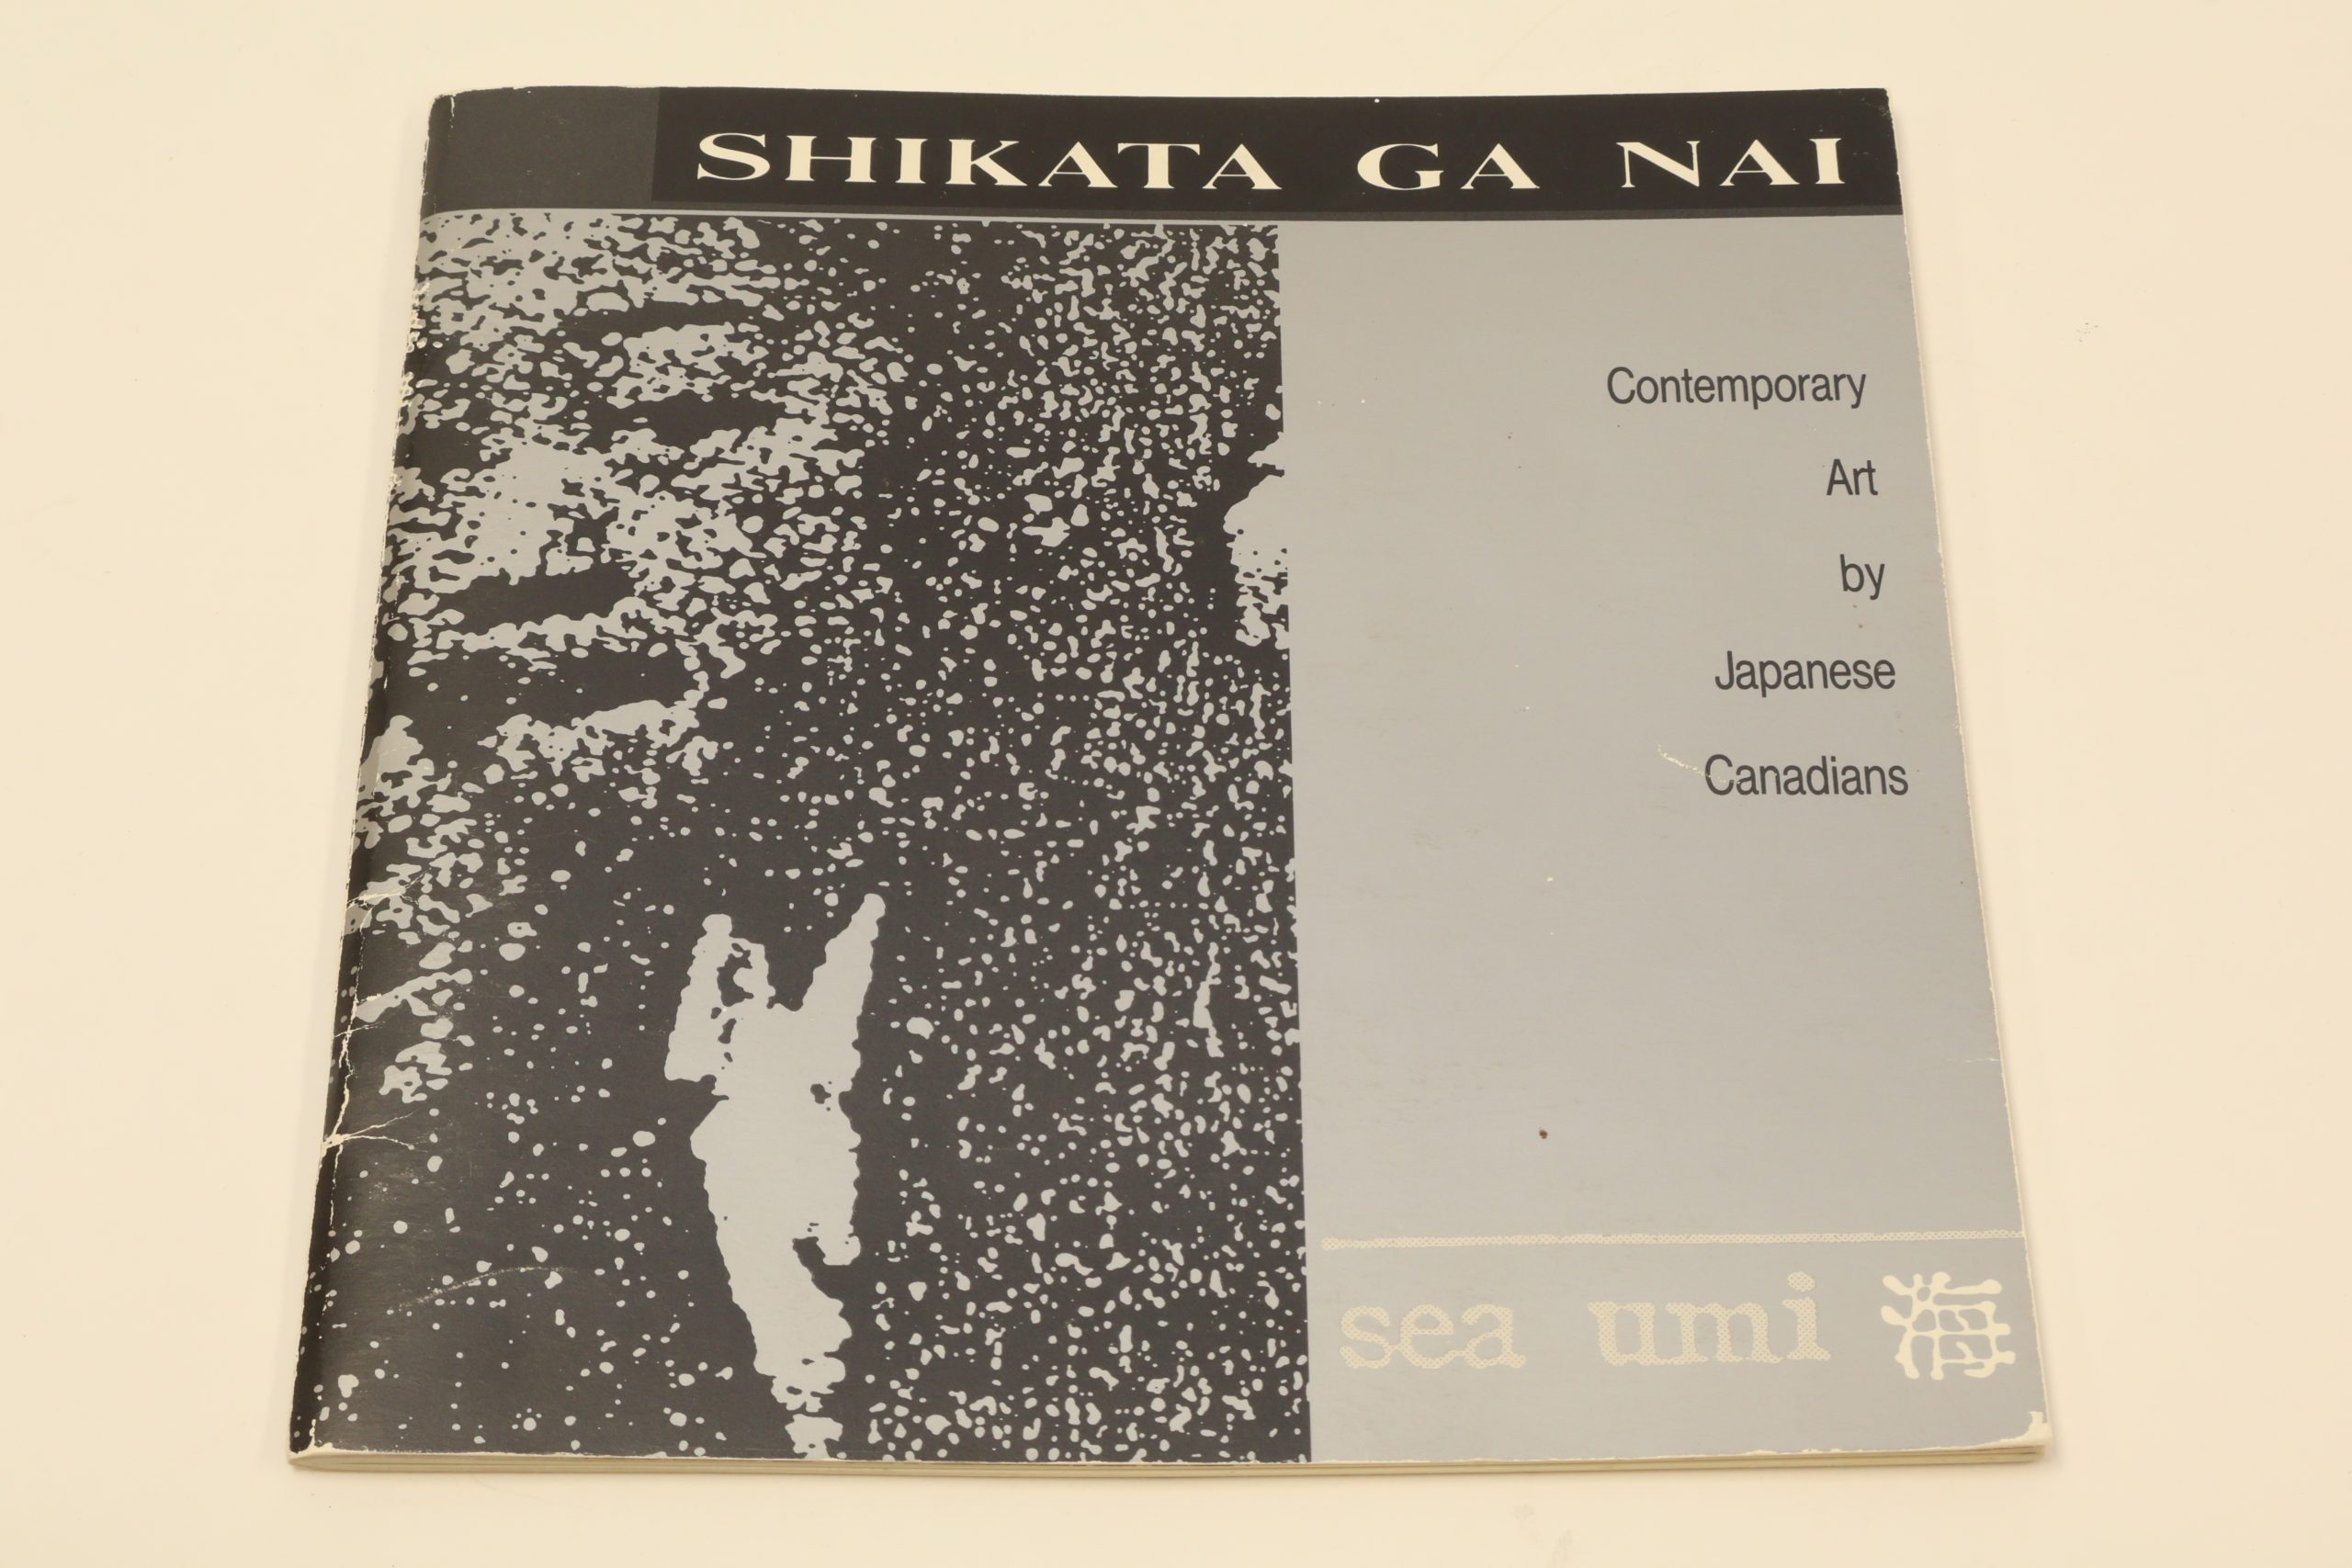 SHIKATA GA NAI
Contemporary
Art
by
Japanese
Canadians
sea umi 海